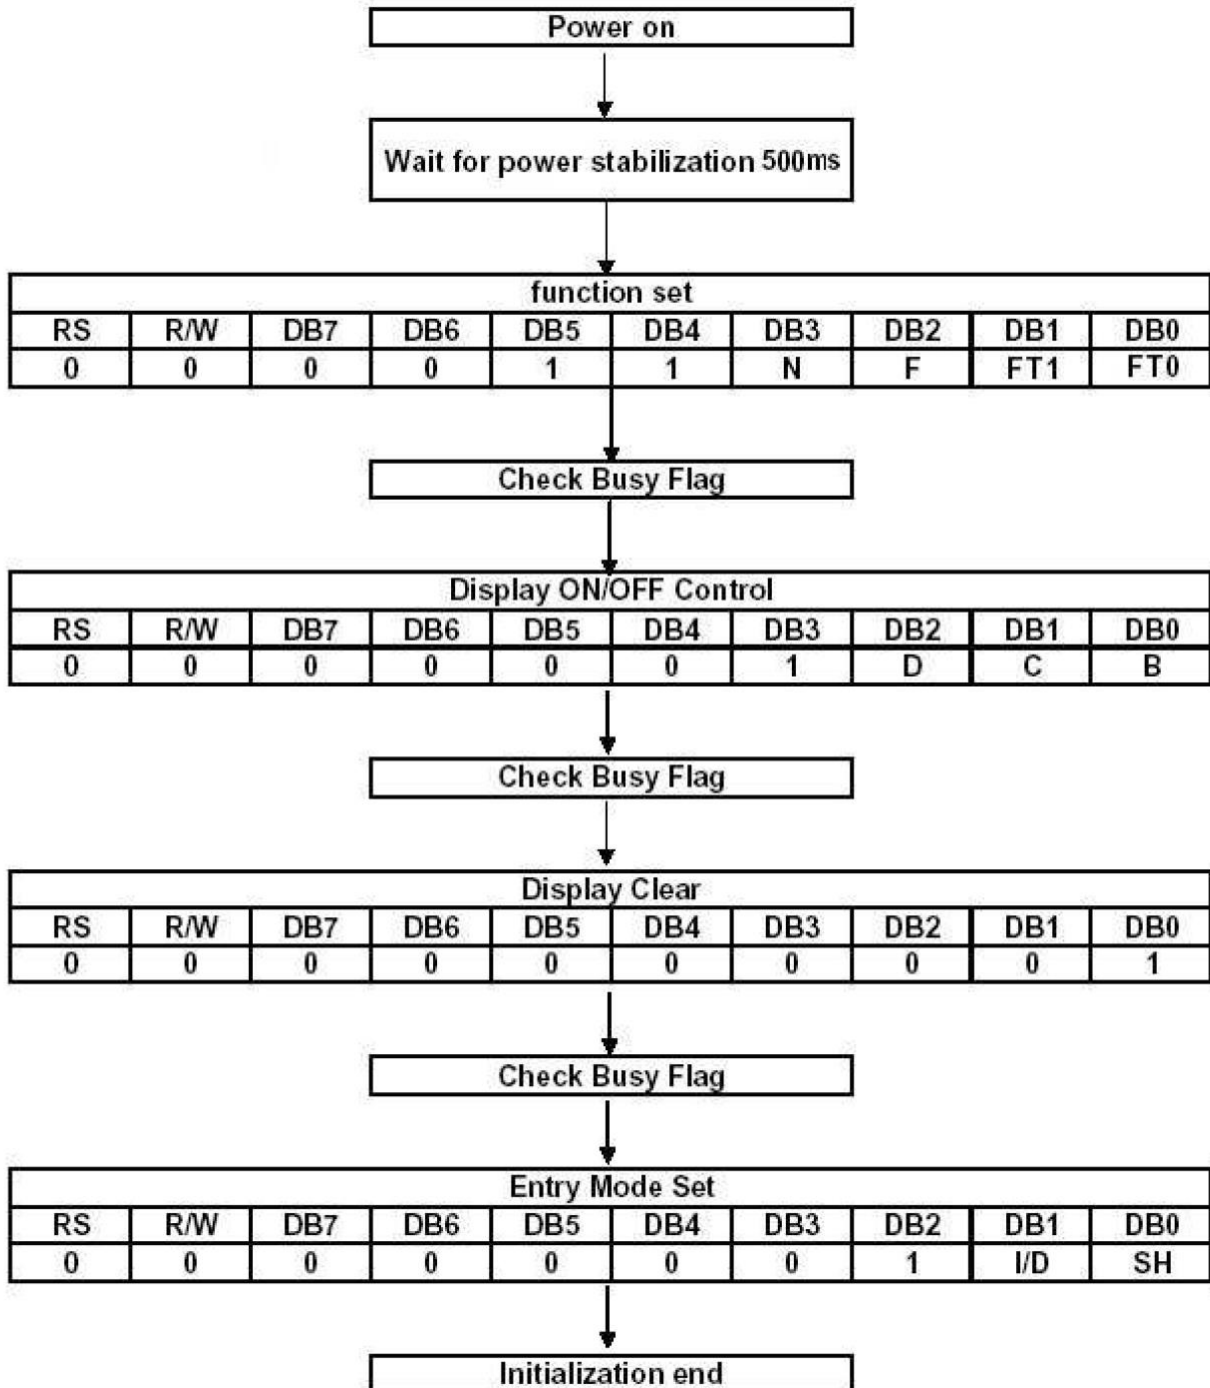 Power on
Wait for power stabilization 500ms
function set
RS R/W DB7 DB6 DB5 DB4 DB3 DB2 DB1 DB0
0 0 0 0 1 1 N F FT1 FT0
Check Busy Flag
Display ON/OFF Control
RS R/W DB7 DB6 DB5 DB4 DB3 DB2 DB1 DB0
0 0 0 0 0 0 1 D C B
Check Busy Flag
Display Clear
RS R/W DB7 DB6 DB5 DB4 DB3 DB2 DB1 DB0
0 0 0 0 0 0 0 0 0 1
Check Busy Flag
Entry Mode Set
RS R/W DB7 DB6 DB5 DB4 DB3 DB2 DB1 DB0
0 0 0 0 0 0 0 1 I/D SH
Initialization end